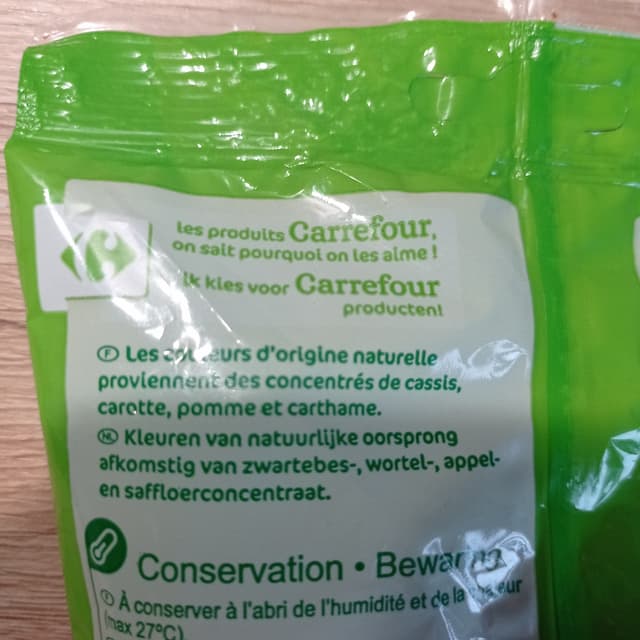 les produits Carrefour,
on sait pourquoi on les aime !
Ik kies voor Carrefour
producten!
F Les couleurs d'origine naturelle
proviennent des concentrés de cassis,
carotte, pomme et carthame.
NL Kleuren van natuurlijke oorsprong
afkomstig van zwartebes-, wortel-, appel-
en saffloerconcentraat.
Conservation • Bewaring
F À conserver à l'abri de l'humidité et de la chaleur
(max 27°C)